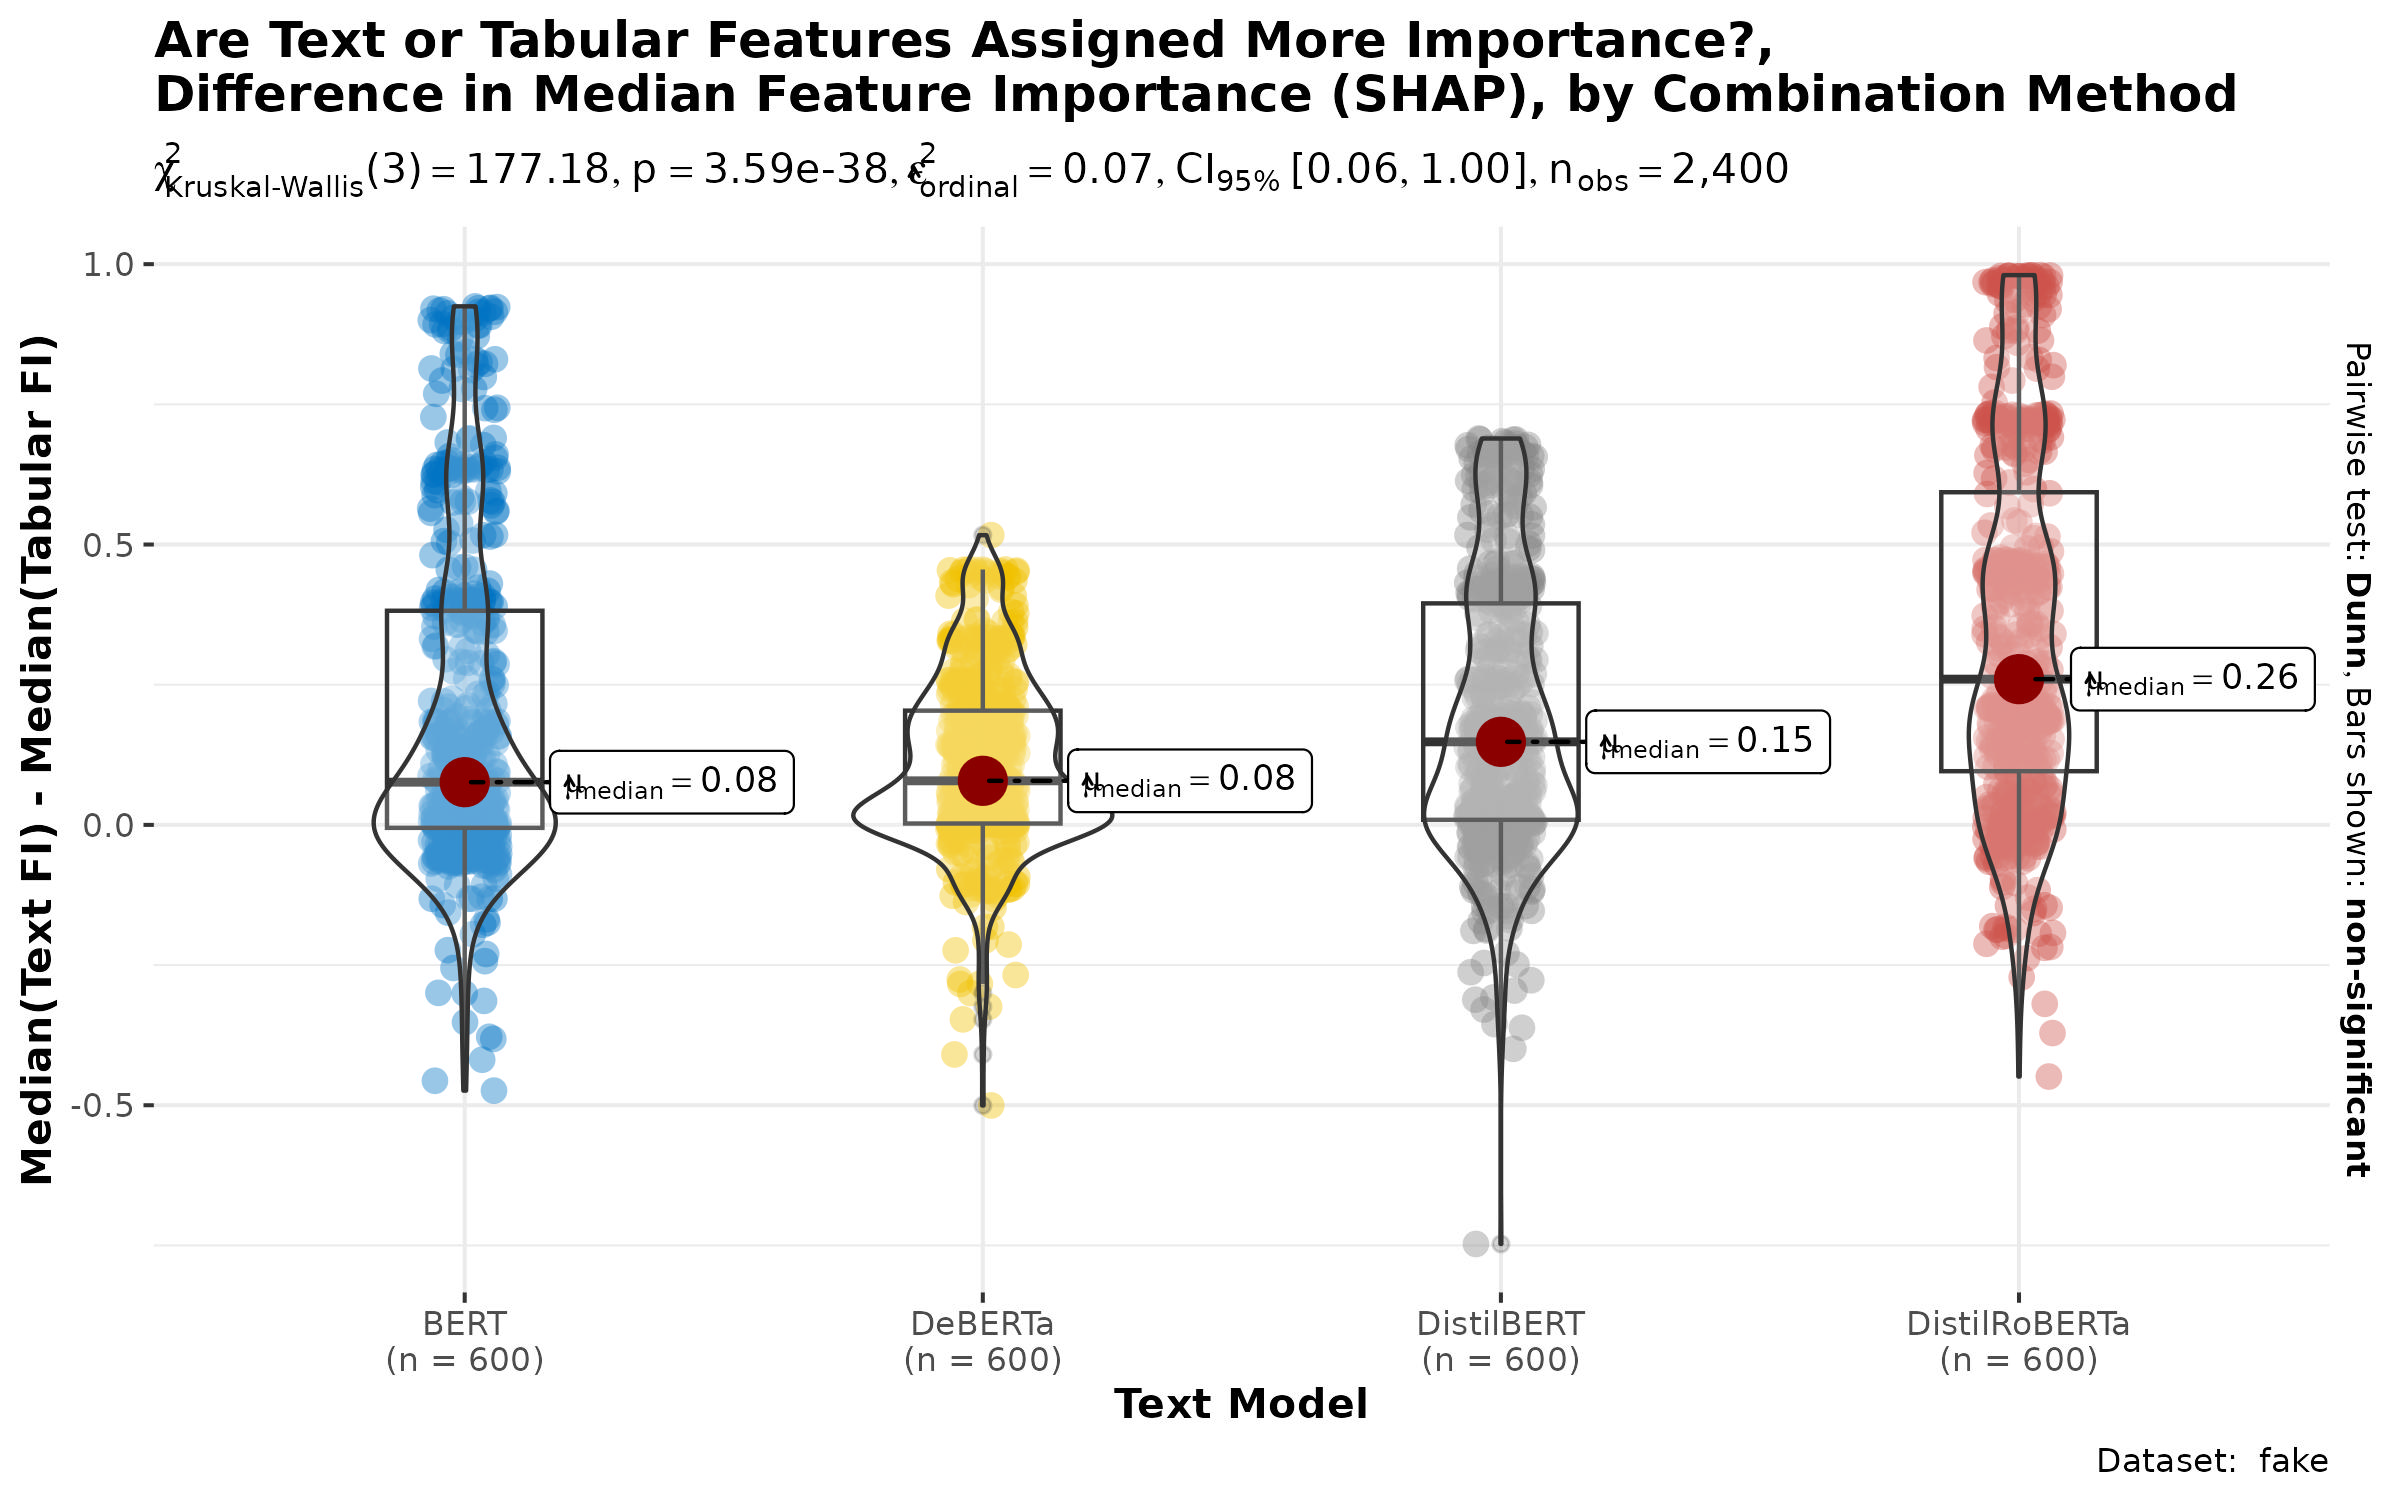 Are Text or Tabular Features Assigned More Importance?,
Difference in Median Feature Importance (SHAP), by Combination Method
χ²Kruskal-Wallis(3) = 177.18, p = 3.59e-38, ε̂²ordinal = 0.07, CI95% [0.06, 1.00], nobs = 2,400
Median(Text FI) - Median(Tabular FI)
1.0
0.5
0.0
-0.5
μ̂median = 0.08
μ̂median = 0.08
μ̂median = 0.15
μ̂median = 0.26
Pairwise test: Dunn, Bars shown: non-significant
BERT
(n = 600)
DeBERTa
(n = 600)
DistilBERT
(n = 600)
DistilRoBERTa
(n = 600)
Text Model
Dataset:  fake